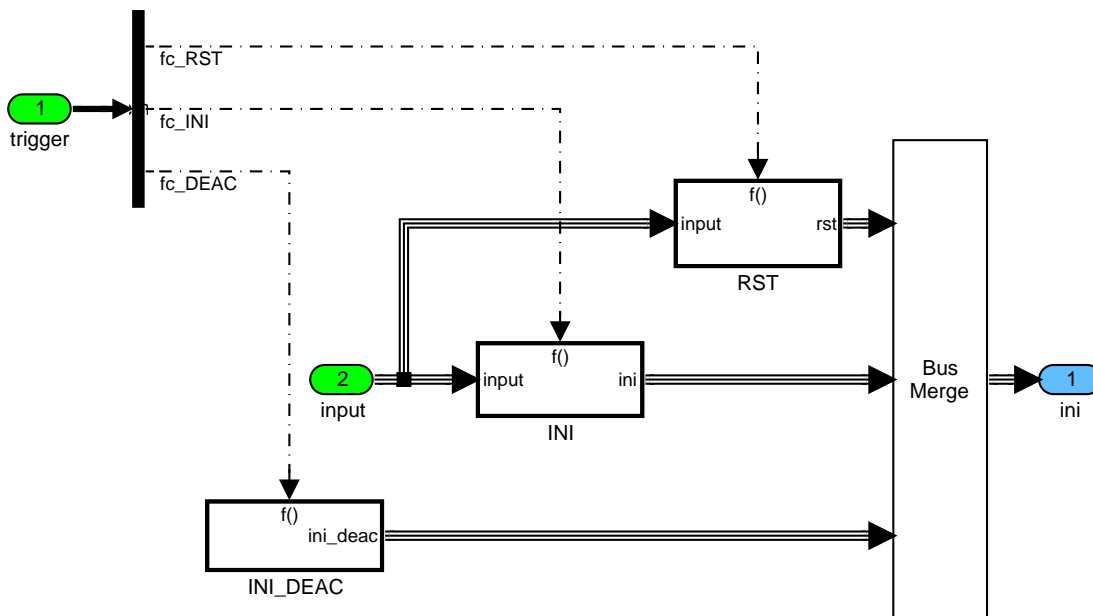 fc_RST
1
trigger
fc_INI
fc_DEAC
f()
input
rst
RST
f()
2
input
input
ini
INI
Bus
Merge
1
ini
f()
ini_deac
INI_DEAC